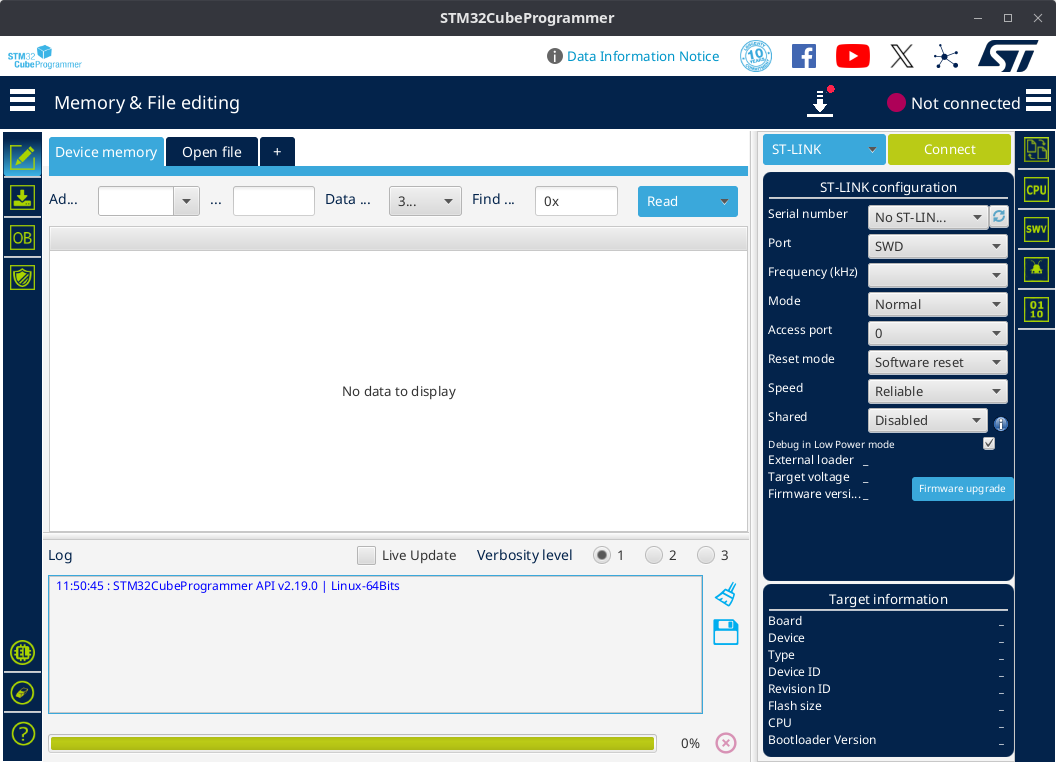 STM32CubeProgrammer
STM32
CubeProgrammer
Data Information Notice
10
YEARS
ST
Memory & File editing
Not connected
Device memory
Open file
+
ST-LINK
Connect
Ad...
...
Data ...
3...
Find ...
0x
Read
No data to display
ST-LINK configuration
Serial number
No ST-LIN...
Port
SWD
Frequency (kHz)
Mode
Normal
Access port
0
Reset mode
Software reset
Speed
Reliable
Shared
Disabled
Debug in Low Power mode
External loader _
Target voltage _
Firmware versi... _
Firmware upgrade
OB
CPU
SWV
01
10
Log
Live Update
Verbosity level
1
2
3
11:50:45 : STM32CubeProgrammer API v2.19.0 | Linux-64Bits
0%
EL
?
Target information
Board _
Device _
Type _
Device ID _
Revision ID _
Flash size _
CPU _
Bootloader Version _